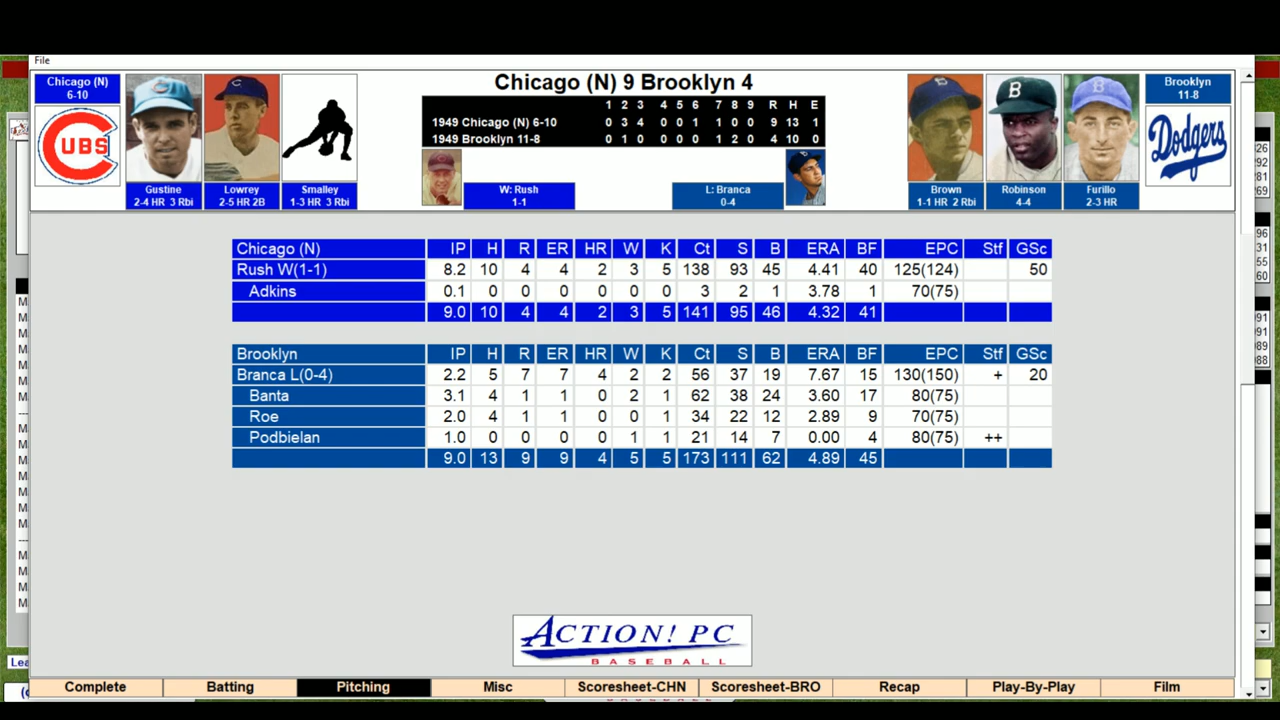 File
Chicago (N) 9 Brooklyn 4
Chicago (N)
6-10
CUBS
Gustine
2-4 HR 3 Rbi
Lowrey
2-5 HR 2B
Smalley
1-3 HR 3 Rbi
1 2 3 4 5 6 7 8 9 R H E
1949 Chicago (N) 6-10 0 3 4 0 0 1 1 0 0 9 13 1
1949 Brooklyn 11-8 0 1 0 0 0 0 1 2 0 4 10 0
W: Rush
1-1
L: Branca
0-4
Brown
1-1 HR 2 Rbi
Robinson
4-4
Furillo
2-3 HR
Brooklyn
11-8
Dodgers
Chicago (N) IP H R ER HR W K Ct S B ERA BF EPC Stf GSc
Rush W(1-1) 8.2 10 4 4 2 3 5 138 93 45 4.41 40 125(124) 50
Adkins 0.1 0 0 0 0 0 0 3 2 1 3.78 1 70(75)
9.0 10 4 4 2 3 5 141 95 46 4.32 41
Brooklyn IP H R ER HR W K Ct S B ERA BF EPC Stf GSc
Branca L(0-4) 2.2 5 7 7 4 2 2 56 37 19 7.67 15 130(150) + 20
Banta 3.1 4 1 1 0 2 1 62 38 24 3.60 17 80(75)
Roe 2.0 4 1 1 0 0 1 34 22 12 2.89 9 70(75)
Podbielan 1.0 0 0 0 0 1 1 21 14 7 0.00 4 80(75) ++
9.0 13 9 9 4 5 5 173 111 62 4.89 45
ACTION! PC
BASEBALL
Complete Batting Pitching Misc Scoresheet-CHN Scoresheet-BRO Recap Play-By-Play Film